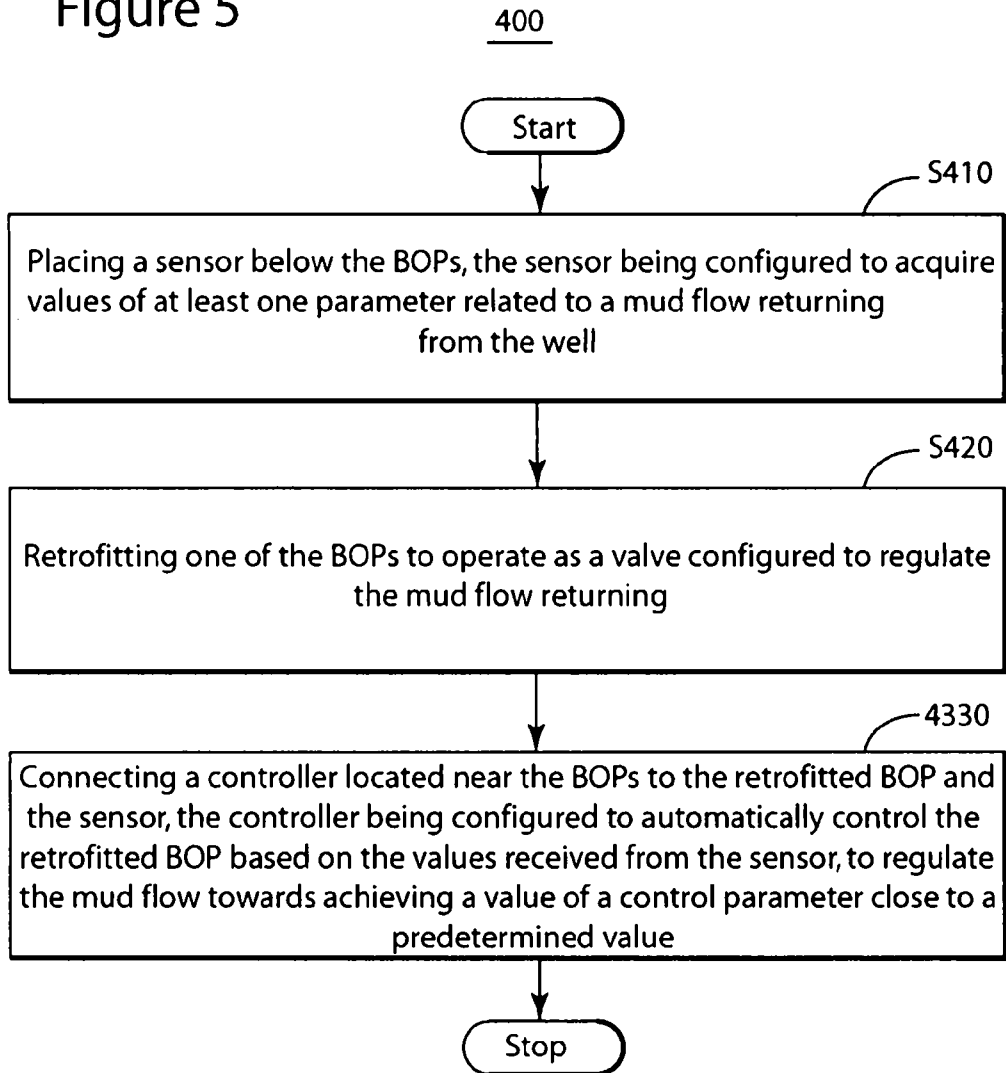 Figure 5
400
Start
S410
Placing a sensor below the BOPs, the sensor being configured to acquire
values of at least one parameter related to a mud flow returning
from the well
S420
Retrofitting one of the BOPs to operate as a valve configured to regulate
the mud flow returning
4330
Connecting a controller located near the BOPs to the retrofitted BOP and
the sensor, the controller being configured to automatically control the
retrofitted BOP based on the values received from the sensor, to regulate
the mud flow towards achieving a value of a control parameter close to a
predetermined value
Stop